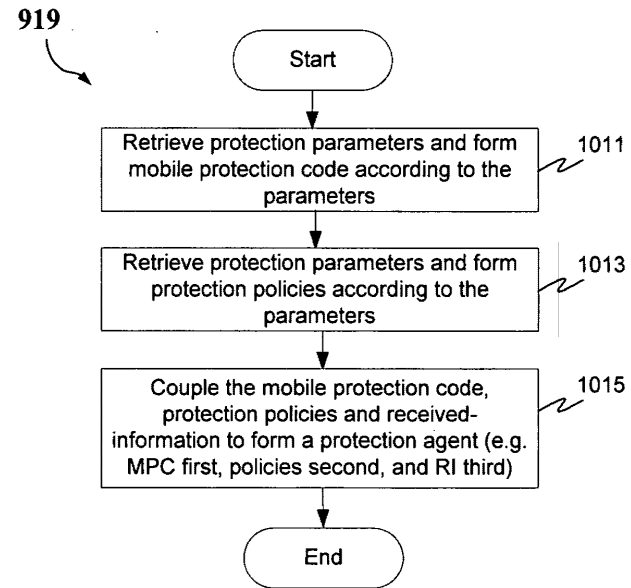 919
Start
Retrieve protection parameters and form
mobile protection code according to the
parameters
1011
Retrieve protection parameters and form
protection policies according to the
parameters
1013
Couple the mobile protection code,
protection policies and received-
information to form a protection agent (e.g.
MPC first, policies second, and RI third)
1015
End